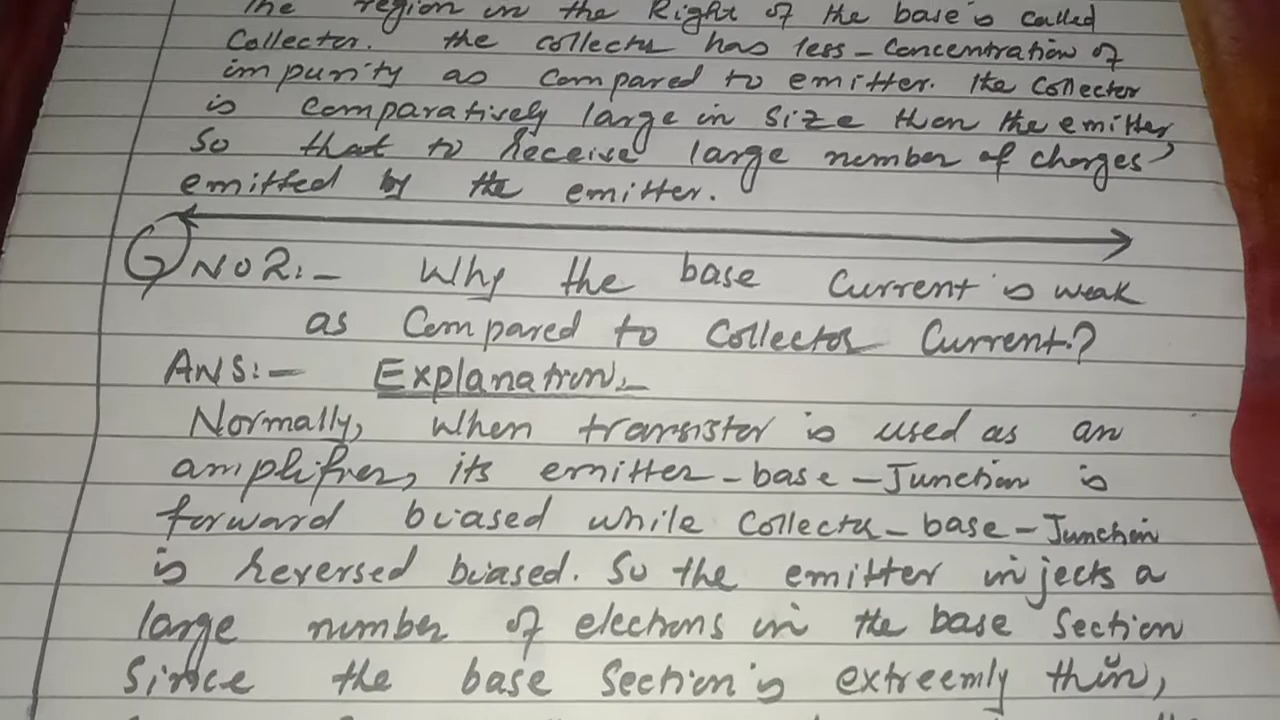 The region in the Right of the base is called
Collector. the collector has less - Concentration of
impurity as compared to emitter. the Collector
is comparatively large in size then the emitter,
So that to Receive large number of charges
emitted by the emitter.
Q NO 2:- Why the base Current is weak
as Compared to Collector Current?
ANS:- Explanation:-
Normally, When transistor is used as an
amplifier, its emitter - base - Junction is
forward biased while Collector - base - Junction
is Reversed biased. So the emitter injects a
large number of electrons in the base Section
Since the base Section is extreemly thin,